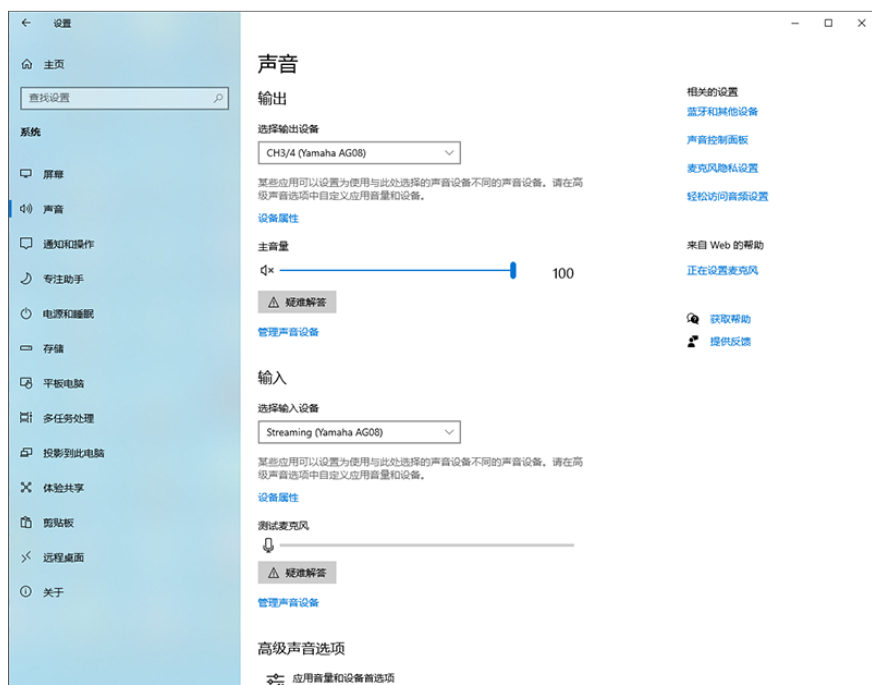 设置
主页
查找设置
系统
屏幕
声音
通知和操作
专注助手
电源和睡眠
存储
平板电脑
多任务处理
投影到此电脑
体验共享
剪贴板
远程桌面
关于
声音
输出
选择输出设备
CH3/4 (Yamaha AG08)
某些应用可以设置为使用与此处选择的声音设备不同的声音设备。请在高
级声音选项中自定义应用音量和设备。
设备属性
主音量
100
疑难解答
管理声音设备
输入
选择输入设备
Streaming (Yamaha AG08)
某些应用可以设置为使用与此处选择的声音设备不同的声音设备。请在高
级声音选项中自定义应用音量和设备。
设备属性
测试麦克风
疑难解答
管理声音设备
高级声音选项
应用音量和设备首选项
相关的设置
蓝牙和其他设备
声音控制面板
麦克风隐私设置
轻松访问音频设置
来自 Web 的帮助
正在设置麦克风
获取帮助
提供反馈